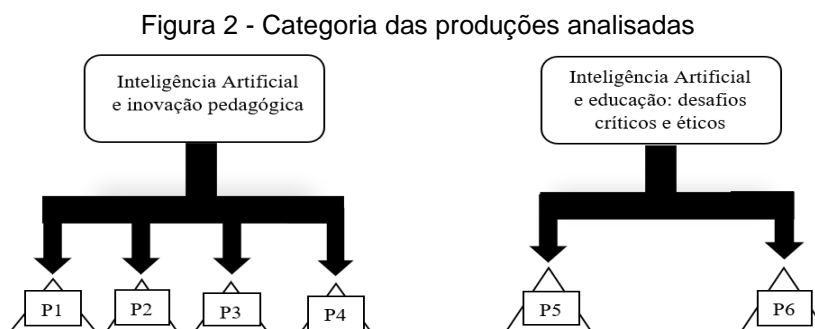 Figura 2 - Categoria das produções analisadas
Inteligência Artificial
e inovação pedagógica
Inteligência Artificial
e educação: desafios
críticos e éticos
P1
P2
P3
P4
P5
P6